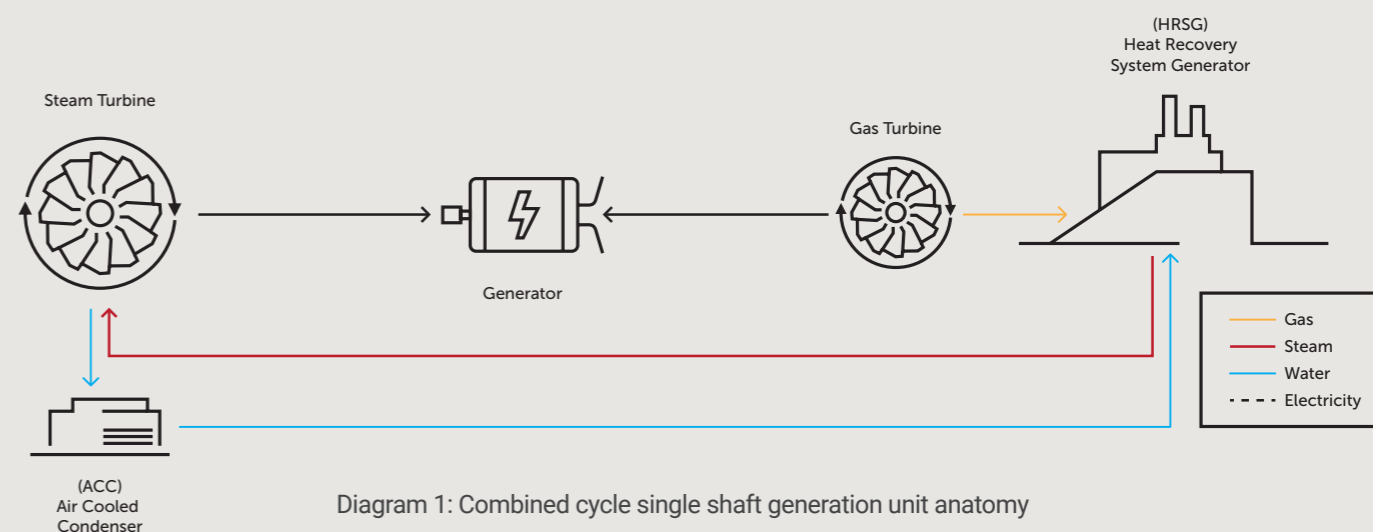 (HRSG)
Heat Recovery
System Generator
Steam Turbine
Gas Turbine
Generator
Gas
Steam
Water
Electricity
(ACC)
Air Cooled
Condenser
Diagram 1: Combined cycle single shaft generation unit anatomy